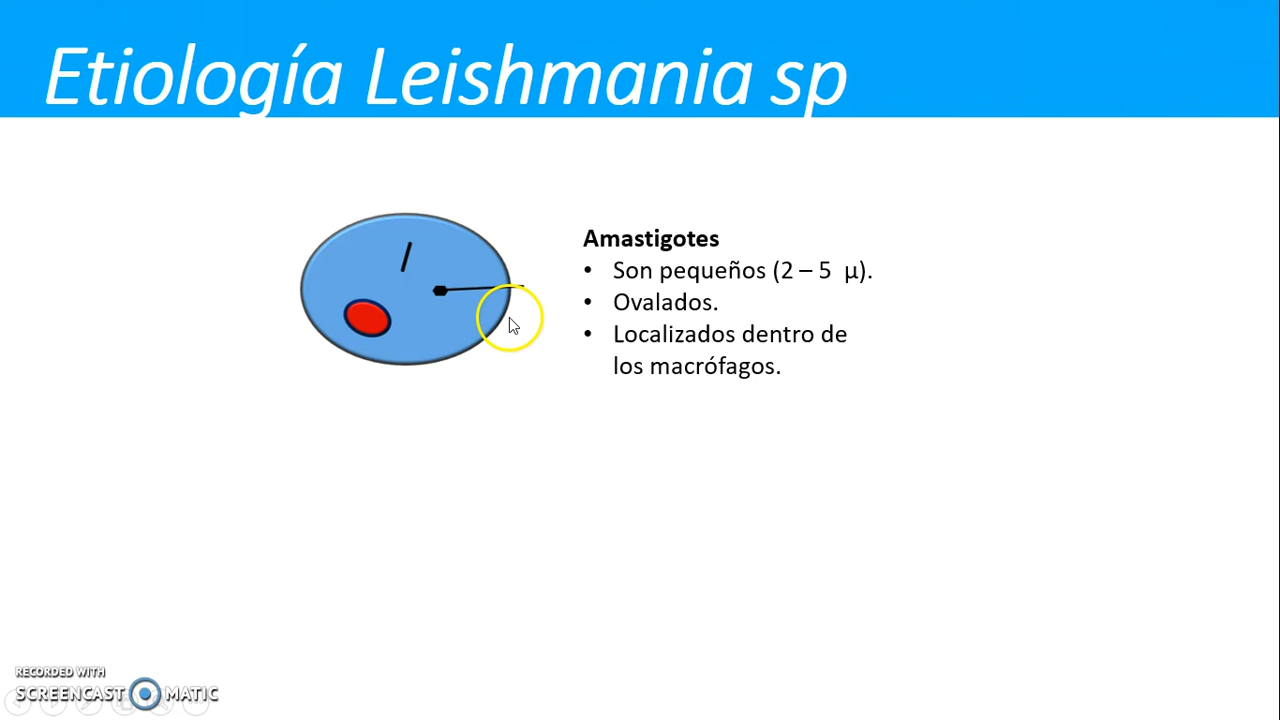 Etiología Leishmania sp
Amastigotes
• Son pequeños (2 – 5 µ).
• Ovalados.
• Localizados dentro de
los macrófagos.
RECORDED WITH
SCREENCAST MATIC